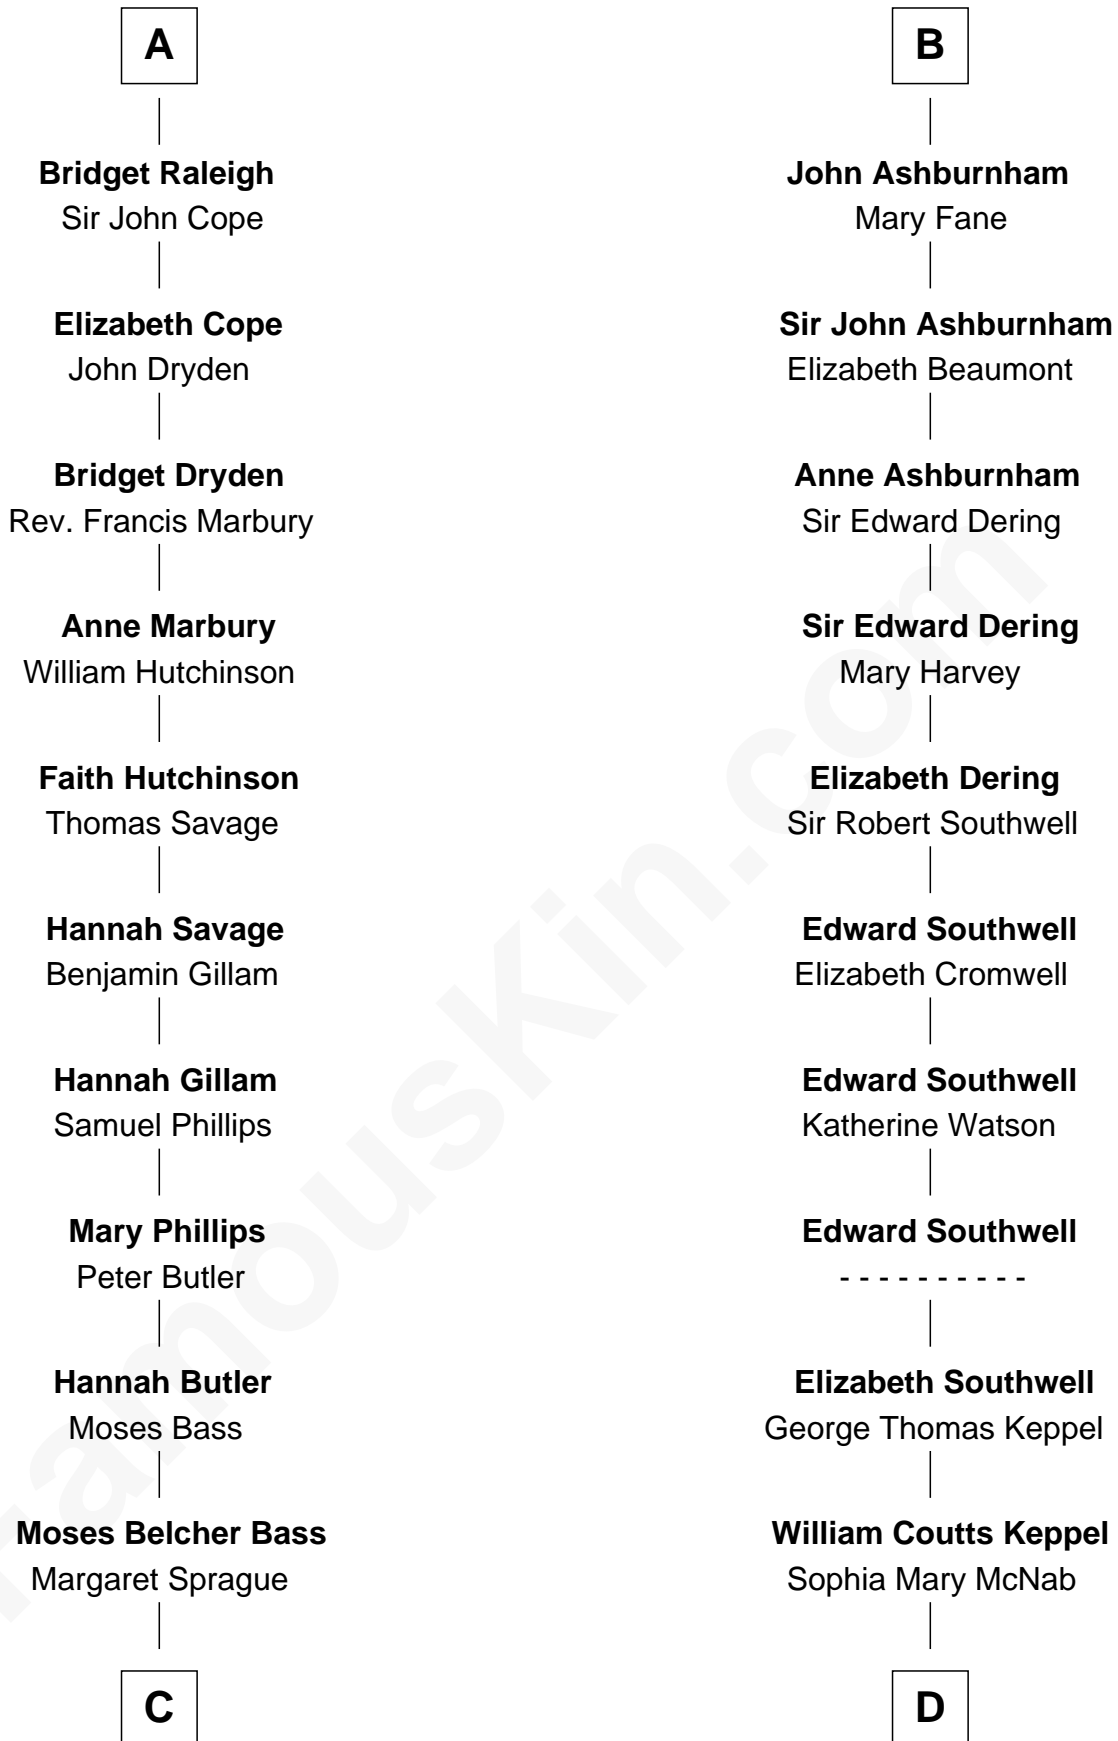 A
Bridget Raleigh
Sir John Cope
Elizabeth Cope
John Dryden
Bridget Dryden
Rev. Francis Marbury
Anne Marbury
William Hutchinson
Faith Hutchinson
Thomas Savage
Hannah Savage
Benjamin Gillam
Hannah Gillam
Samuel Phillips
Mary Phillips
Peter Butler
Hannah Butler
Moses Bass
Moses Belcher Bass
Margaret Sprague
C
B
John Ashburnham
Mary Fane
Sir John Ashburnham
Elizabeth Beaumont
Anne Ashburnham
Sir Edward Dering
Sir Edward Dering
Mary Harvey
Elizabeth Dering
Sir Robert Southwell
Edward Southwell
Elizabeth Cromwell
Edward Southwell
Katherine Watson
Edward Southwell
- - - - - - - - - -
Elizabeth Southwell
George Thomas Keppel
William Coutts Keppel
Sophia Mary McNab
D
FamousKin.com